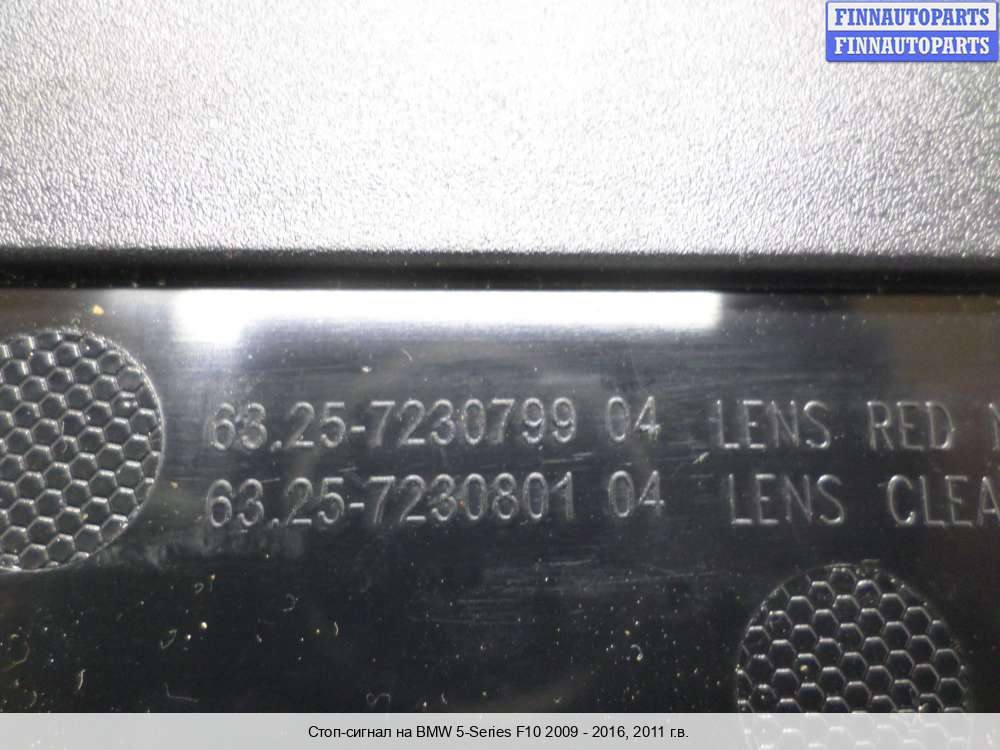 FINNAUTOPARTS
FINNAUTOPARTS
63.25-7230799 04 LENS RED
63.25-7230801 04 LENS CLEA
Стоп-сигнал на BMW 5-Series F10 2009 - 2016, 2011 г.в.